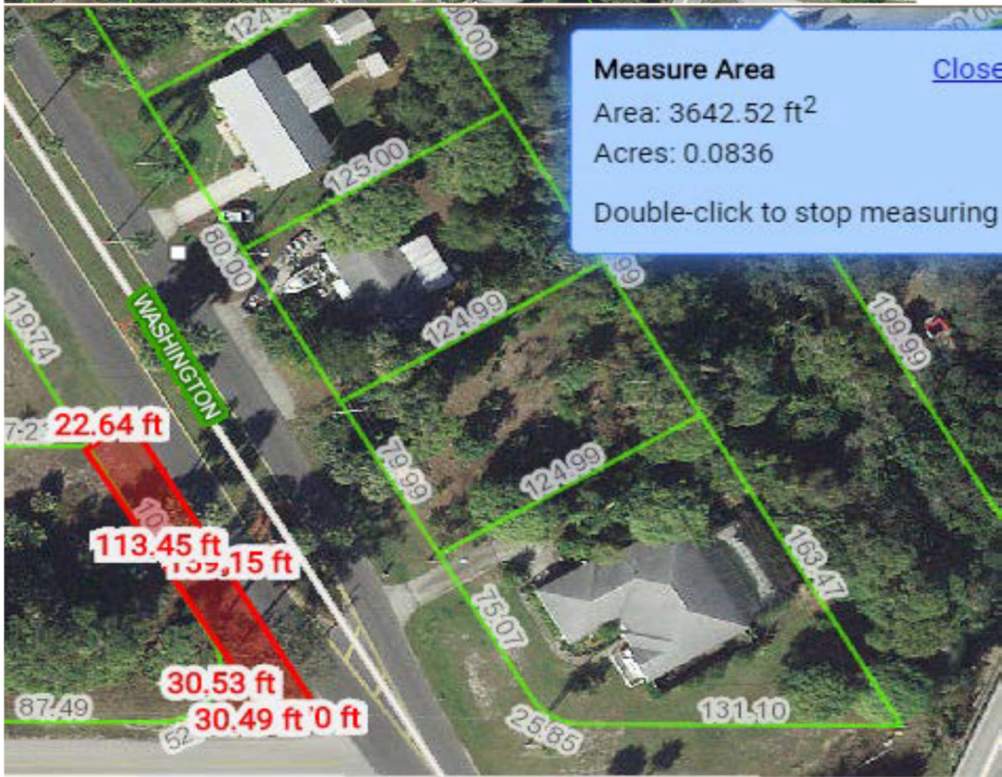 Measure Area
Close
Area: 3642.52 ft²
Acres: 0.0836
Double-click to stop measuring
125.00
80.00
119.74
WASHINGTON
124.99
199.99
22.64 ft
79.99
124.99
113.45 ft
163.47
75.07
30.53 ft
30.49 ft
87.49
131.10
25.85